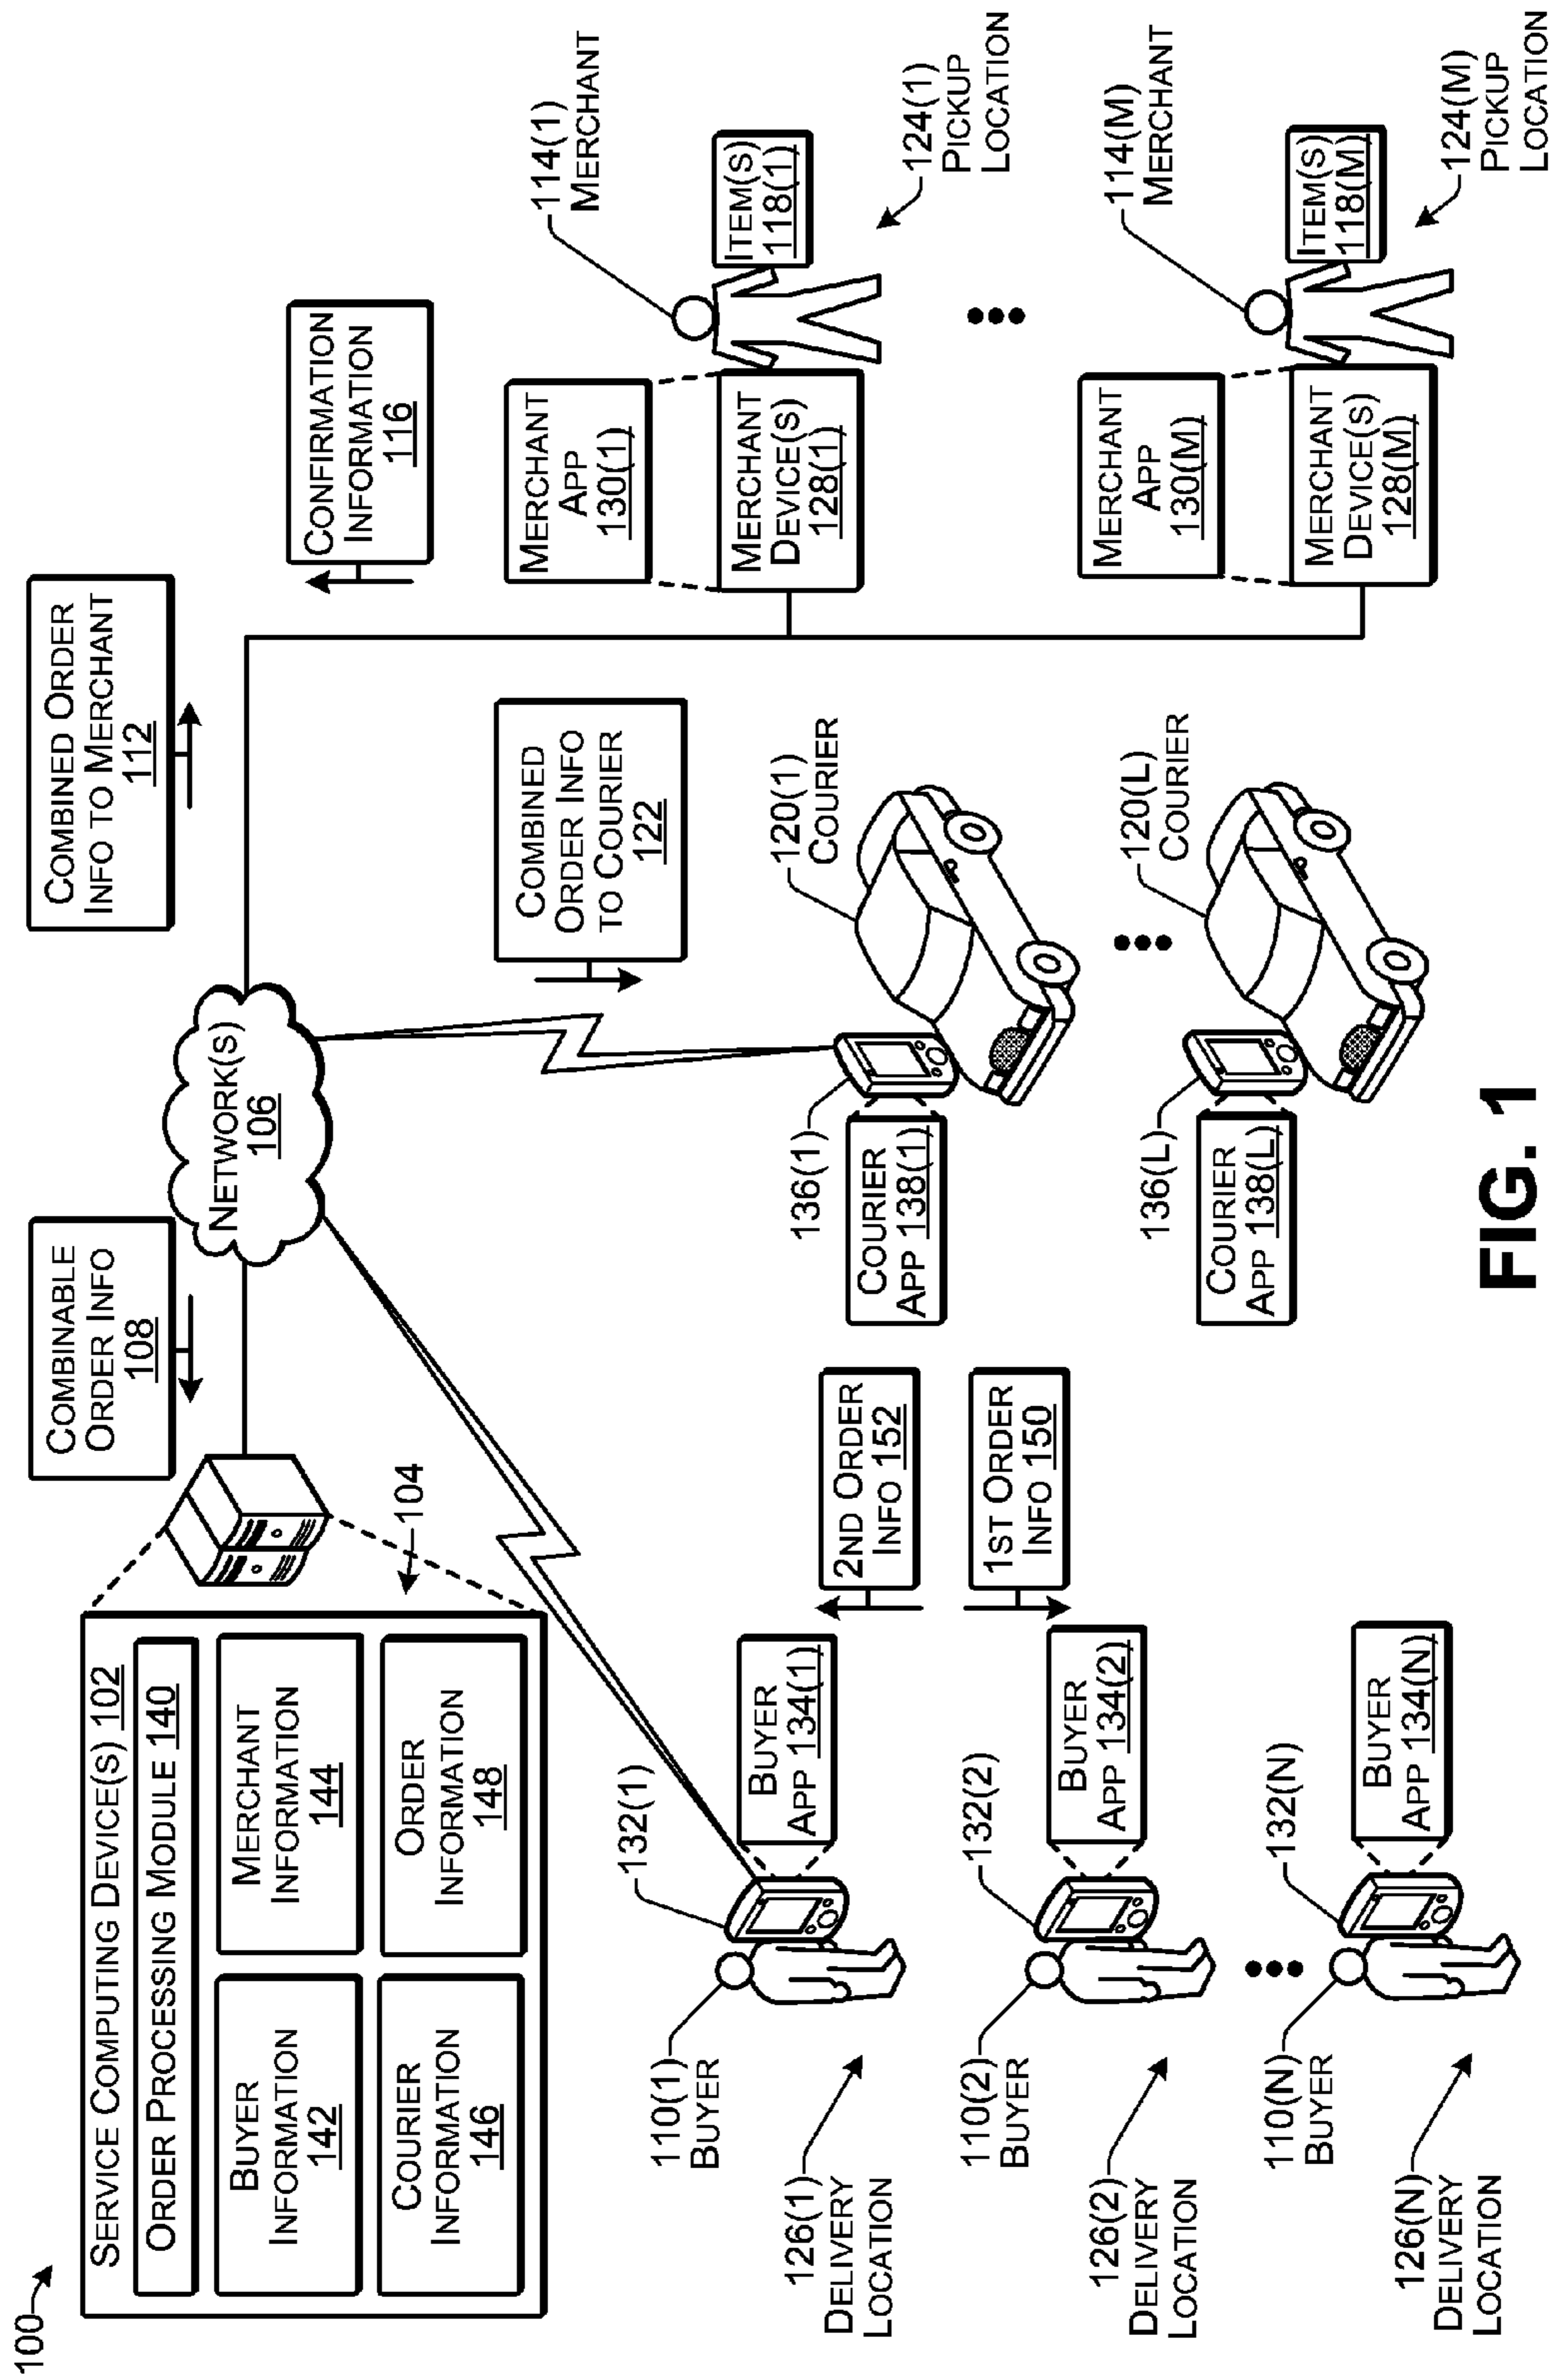 100
SERVICE COMPUTING DEVICE(S) 102
ORDER PROCESSING MODULE 140
BUYER
INFORMATION
142
MERCHANT
INFORMATION
144
COURIER
INFORMATION
146
ORDER
INFORMATION
148
104
COMBINABLE
ORDER INFO
108
NETWORK(S)
106
COMBINED ORDER
INFO TO MERCHANT
112
CONFIRMATION
INFORMATION
116
COMBINED
ORDER INFO
TO COURIER
122
MERCHANT
APP
130(1)
MERCHANT
DEVICE(S)
128(1)
114(1)
MERCHANT
ITEM(S)
118(1)
124(1)
PICKUP
LOCATION
MERCHANT
APP
130(M)
MERCHANT
DEVICE(S)
128(M)
114(M)
MERCHANT
ITEM(S)
118(M)
124(M)
PICKUP
LOCATION
120(1)
COURIER
136(1)
COURIER
APP 138(1)
120(L)
COURIER
136(L)
COURIER
APP 138(L)
110(1)
BUYER
132(1)
BUYER
APP 134(1)
126(1)
DELIVERY
LOCATION
2ND ORDER
INFO 152
1ST ORDER
INFO 150
110(2)
BUYER
132(2)
BUYER
APP 134(2)
126(2)
DELIVERY
LOCATION
110(N)
BUYER
132(N)
BUYER
APP 134(N)
126(N)
DELIVERY
LOCATION
FIG. 1